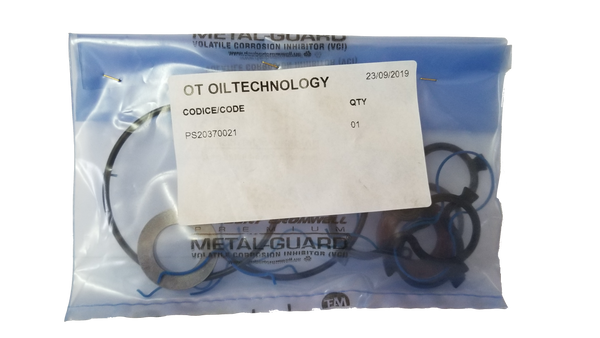 METAL-GUARD
VOLATILE CORROSION INHIBITOR (VCI)
OT OILTECHNOLOGY
23/09/2019
CODICE/CODE
QTY
PS20370021
01
PREMIUM
METAL-GUARD
VOLATILE CORROSION INHIBITOR (VCI)